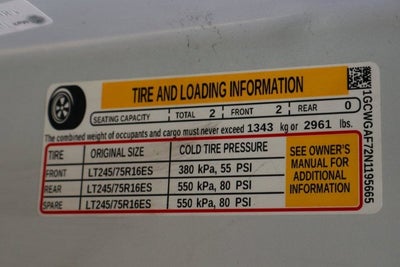 TIRE AND LOADING INFORMATION
SEATING CAPACITY TOTAL 2 FRONT 2 REAR 0
The combined weight of occupants and cargo must never exceed 1343 kg or 2961 lbs.
TIRE ORIGINAL SIZE COLD TIRE PRESSURE
FRONT LT245/75R16ES 380 kPa, 55 PSI
REAR LT245/75R16ES 550 kPa, 80 PSI
SPARE LT245/75R16ES 550 kPa, 80 PSI
SEE OWNER'S
MANUAL FOR
ADDITIONAL
INFORMATION
1GCWGAF72N1195665